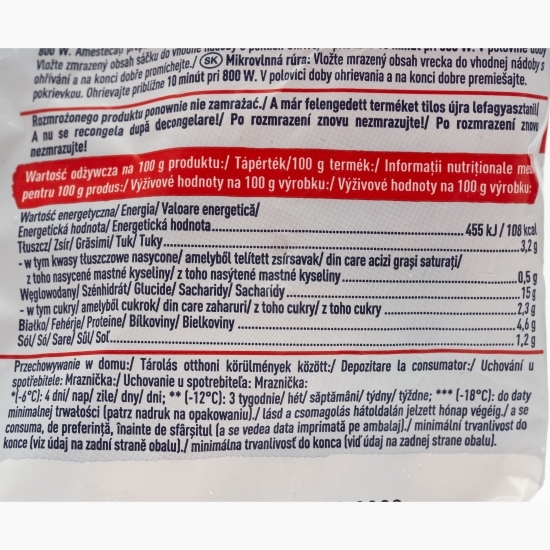 800 W.
Vložte zmrazený obsah sáčku do vhodné nádoby
ohřívání a na konci dobře promíchejte./ SK Mikrovlnná rúra: Vložte mrazený obsah vrecka do vhodnej nádoby s
pokrievkou. Ohrievajte približne 10 minút pri 800 W. V polovici doby ohrievania a na konci dobre premiešajte.
Rozmrożonego produktu ponownie nie zamrażać./ A már felengedett terméket tilos újra lefagyasztani!/
A nu se recongela după decongelare!/ Po rozmrazení znovu nezmrazujte!/ Po rozmrazení znovu
nezmrazujte!
Wartość odżywcza na 100 g produktu:/ Tápérték/100 g termék:/ Informații nutriționale medii
pentru 100 g produs:/ Výživové hodnoty na 100 g výrobku:/ Výživové hodnoty na 100 g výrobku:
Wartość energetyczna/ Energia/ Valoare energetică/
Energetická hodnota/ Energetická hodnota 455 kJ / 108 kcal
Tłuszcz/ Zsír/ Grăsimi/ Tuk/ Tuky 3,2 g
- w tym kwasy tłuszczowe nasycone/ amelyből telített zsírsavak/ din care acizi grași saturați/
z toho nasycené mastné kyseliny/ z toho nasýtené mastné kyseliny 0,5 g
Węglowodany/ Szénhidrát/ Glucide/ Sacharidy/ Sacharidy 15 g
- w tym cukry/ amelyből cukrok/ din care zaharuri/ z toho cukry/ z toho cukry 2,3 g
Białko/ Fehérje/ Proteine/ Bílkoviny/ Bielkoviny 4,6 g
Sól/ Só/ Sare/ Sůl/ Soľ 1,2 g
Przechowywanie w domu:/ Tárolás otthoni körülmények között:/ Depozitare la consumator:/ Uchování u
spotřebitele: Mraznička:/ Uchovanie u spotrebiteľa: Mraznička:
*(-6°C): 4 dni/ nap/ zile/ dny/ dni; ** (-12°C): 3 tygodnie/ hét/ săptămâni/ týdny/ týždne; *** (-18°C): do daty
minimalnej trwałości (patrz nadruk na opakowaniu)./ lásd a csomagolás hátoldalán jelzett hónap végéig./ a se
consuma, de preferință, înainte de sfârșitul (a se vedea data imprimată pe ambalaj)./ minimální trvanlivost do
konce (viz údaj na zadní straně obalu)./ minimálna trvanlivosť do konca (viď údaj na zadnej strane obalu).